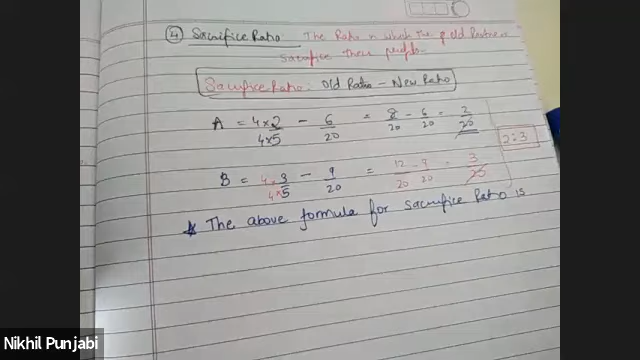 ④ Sacrifice Ratio: The Ratio in which the old Partners
Sacrifice their profits.
Sacrifice Ratio: Old Ratio - New Ratio
A = 4×2/4×5 - 6/20 = 8/20 - 6/20 = 2/20
2:3
B = 4×3/4×5 - 9/20 = 12/20 - 9/20 = 3/20
* The above formula for sacrifice Ratio is
Nikhil Punjabi